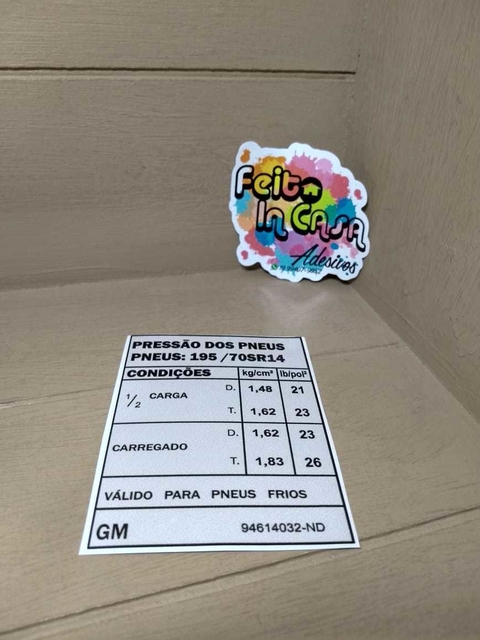 Feito
In CASA
Adesivos
PRESSÃO DOS PNEUS
PNEUS: 195 /70SR14
CONDIÇÕES kg/cm² lb/pol²
1/2 CARGA D. 1,48 21
T. 1,62 23
CARREGADO D. 1,62 23
T. 1,83 26
VÁLIDO PARA PNEUS FRIOS
GM 94614032-ND